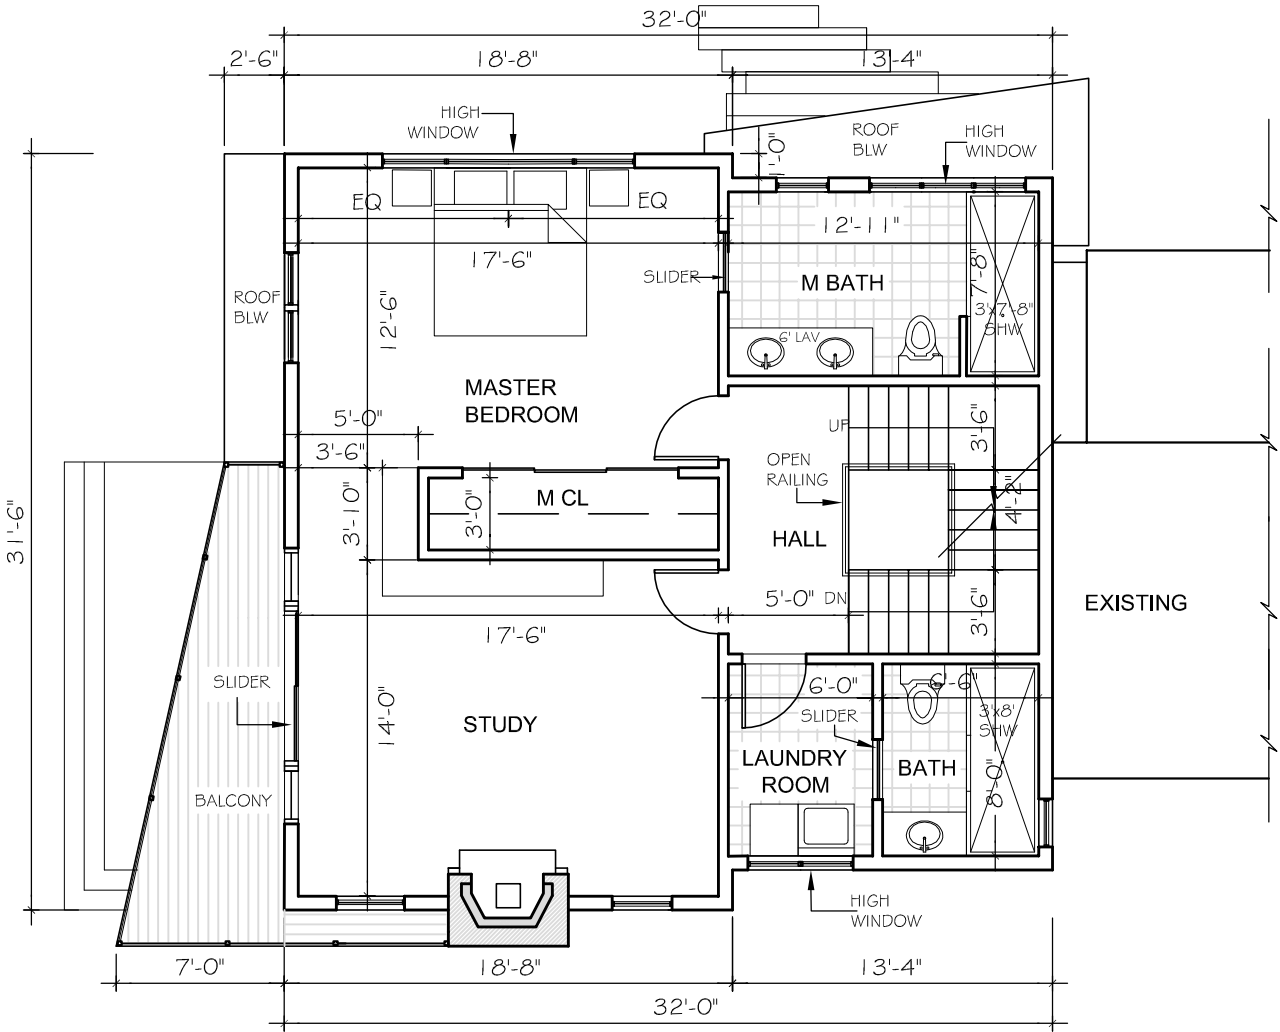 32'-0"
2'-6"
18'-8"
13'-4"
HIGH
WINDOW
ROOF
BLW
HIGH
WINDOW
1'-0"
EQ
EQ
12'-11"
17'-6"
SLIDER
M BATH
7'-8"
ROOF
BLW
12'-6"
3'x7'-8"
SHW
6' LAV
MASTER
BEDROOM
5'-0"
UP
3'-6"
3'-6"
OPEN
RAILING
M CL
3'-10"
3'-0"
4'-2"
31'-6"
HALL
5'-0"
DN
3'-6"
EXISTING
17'-6"
SLIDER
6'-0"
6'-6"
14'-0"
STUDY
SLIDER
3'x8'
SHW
LAUNDRY
ROOM
BATH
8'-0"
BALCONY
HIGH
WINDOW
7'-0"
18'-8"
13'-4"
32'-0"